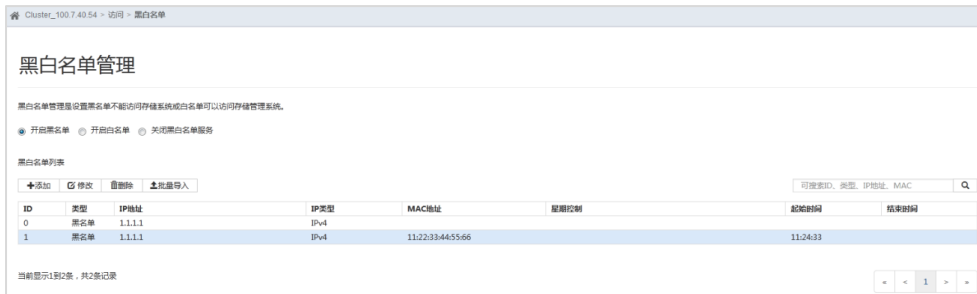 Cluster_100.7.40.54 > 访问 > 黑白名单
黑白名单管理
黑白名单管理是设置黑名单不能访问存储系统或白名单可以访问存储管理系统。
开启黑名单 开启白名单 关闭黑白名单服务
黑白名单列表
添加 修改 删除 批量导入 可搜索ID、类型、IP地址、MAC
ID 类型 IP地址 IP类型 MAC地址 星期控制 起始时间 结束时间
0 黑名单 1.1.1.1 IPv4
1 黑名单 1.1.1.1 IPv4 11:22:33:44:55:66 11:24:33
当前显示1到2条，共2条记录
« < 1 > »